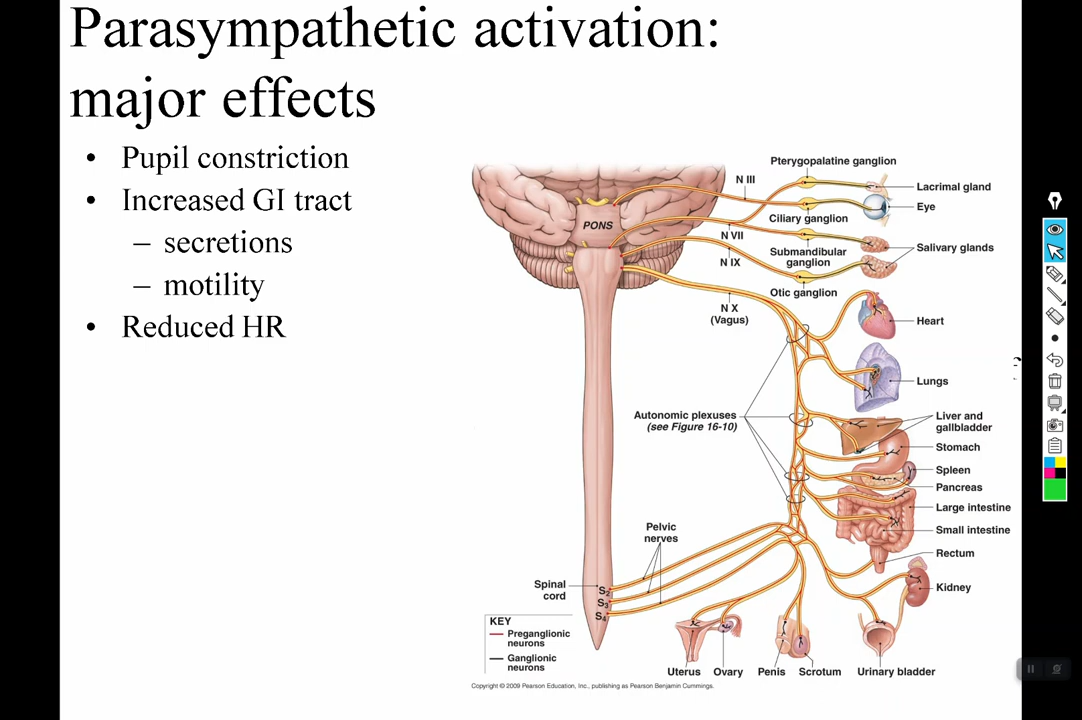 Parasympathetic activation:
major effects
• Pupil constriction
• Increased GI tract
– secretions
– motility
• Reduced HR
Pterygopalatine ganglion
N III
Lacrimal gland
Eye
PONS
Ciliary ganglion
N VII
Submandibular
ganglion
Salivary glands
N IX
Otic ganglion
N X
(Vagus)
Heart
Lungs
Autonomic plexuses
(see Figure 16-10)
Liver and
gallbladder
Stomach
Spleen
Pancreas
Large intestine
Small intestine
Rectum
Pelvic
nerves
Kidney
Spinal
cord
S2
S3
S4
KEY
Preganglionic
neurons
Ganglionic
neurons
Uterus
Ovary
Penis
Scrotum
Urinary bladder
Copyright © 2009 Pearson Education, Inc., publishing as Pearson Benjamin Cummings.